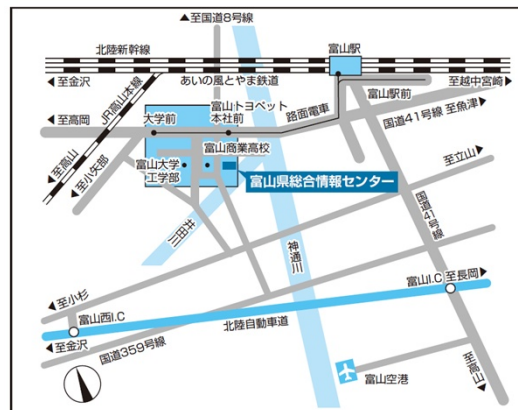 ▲至国道8号線
北陸新幹線
富山駅
◀至金沢
あいの風とやま鉄道
至越中宮崎▶
JR高山本線
富山トヨペット
本社前
路面電車
富山駅前
国道41号線
至魚津▶
◀至高岡
大学前
富山商業高校
◀至高山
◀至小矢部
富山大学
工学部
富山県総合情報センター
至立山▶
井田川
神通川
国道41号線
◀至小杉
富山I.C
至長岡▶
富山西I.C
北陸自動車道
◀至金沢
国道359号線
富山空港
至高山▶